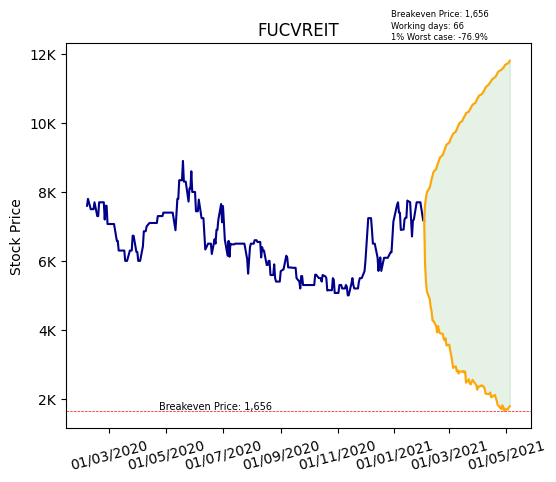 Breakeven Price: 1,656
Working days: 66
1% Worst case: -76.9%
FUCVREIT
12K
10K
8K
6K
4K
2K
Stock Price
Breakeven Price: 1,656
01/03/2020
01/05/2020
01/07/2020
01/09/2020
01/11/2020
01/01/2021
01/03/2021
01/05/2021